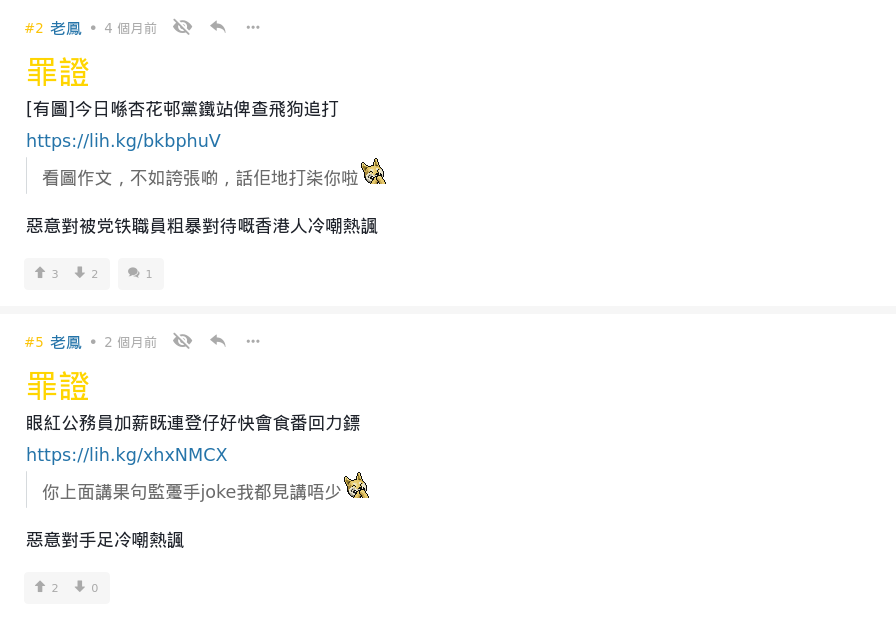 #2 老鳳 • 4 個月前
罪證
[有圖]今日喺杏花邨黨鐵站俾查飛狗追打
https://lih.kg/bkbphuV
看圖作文，不如誇張啲，話佢地打柒你啦
惡意對被党铁職員粗暴對待嘅香港人冷嘲熱諷
3 2 1
#5 老鳳 • 2 個月前
罪證
眼紅公務員加薪既連登仔好快會食番回力鏢
https://lih.kg/xhxNMCX
你上面講果句監躉手joke我都見講唔少
惡意對手足冷嘲熱諷
2 0